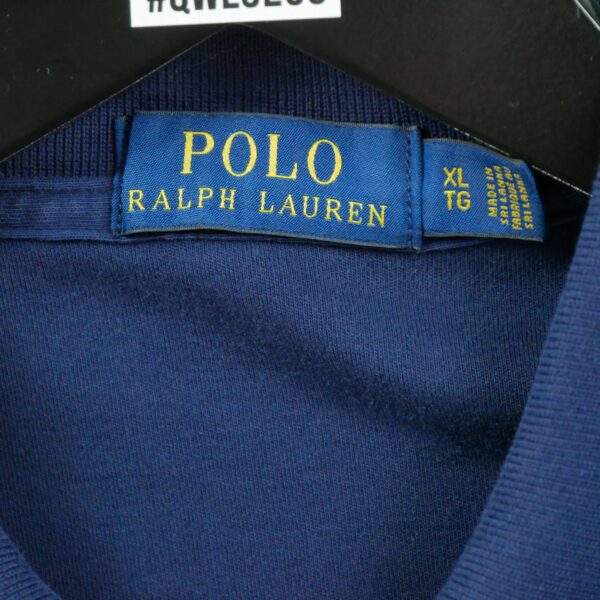 POLO
RALPH LAUREN
XL
TG
MADE IN
SRI LANKA
FABRIQUÉ AU
SRI LANKA